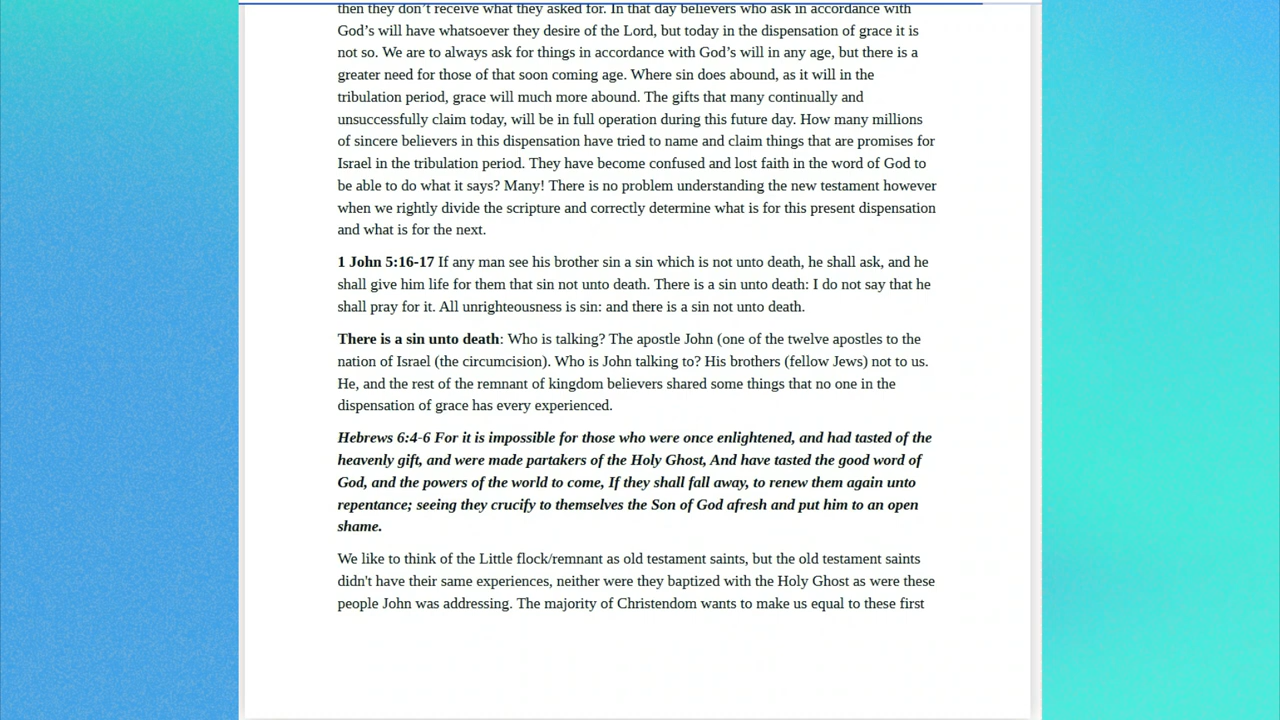 then they don’t receive what they asked for. In that day believers who ask in accordance with
God’s will have whatsoever they desire of the Lord, but today in the dispensation of grace it is
not so. We are to always ask for things in accordance with God’s will in any age, but there is a
greater need for those of that soon coming age. Where sin does abound, as it will in the
tribulation period, grace will much more abound. The gifts that many continually and
unsuccessfully claim today, will be in full operation during this future day. How many millions
of sincere believers in this dispensation have tried to name and claim things that are promises for
Israel in the tribulation period. They have become confused and lost faith in the word of God to
be able to do what it says? Many! There is no problem understanding the new testament however
when we rightly divide the scripture and correctly determine what is for this present dispensation
and what is for the next.
1 John 5:16-17 If any man see his brother sin a sin which is not unto death, he shall ask, and he
shall give him life for them that sin not unto death. There is a sin unto death: I do not say that he
shall pray for it. All unrighteousness is sin: and there is a sin not unto death.
There is a sin unto death: Who is talking? The apostle John (one of the twelve apostles to the
nation of Israel (the circumcision). Who is John talking to? His brothers (fellow Jews) not to us.
He, and the rest of the remnant of kingdom believers shared some things that no one in the
dispensation of grace has every experienced.
Hebrews 6:4-6 For it is impossible for those who were once enlightened, and had tasted of the
heavenly gift, and were made partakers of the Holy Ghost, And have tasted the good word of
God, and the powers of the world to come, If they shall fall away, to renew them again unto
repentance; seeing they crucify to themselves the Son of God afresh and put him to an open
shame.
We like to think of the Little flock/remnant as old testament saints, but the old testament saints
didn't have their same experiences, neither were they baptized with the Holy Ghost as were these
people John was addressing. The majority of Christendom wants to make us equal to these first